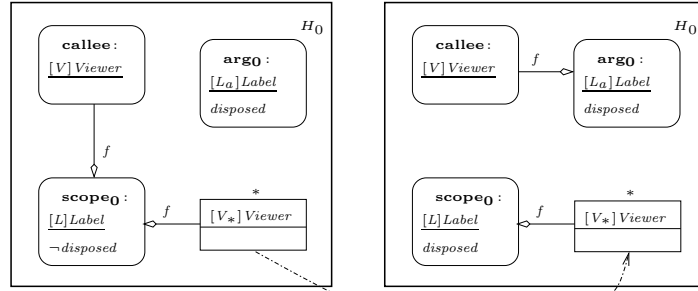 H0
callee:
[V] Viewer
arg0:
[La] Label
disposed
f
scope0:
[L] Label
¬disposed
f
*
[V*] Viewer
H0
callee:
[V] Viewer
f
arg0:
[La] Label
disposed
scope0:
[L] Label
disposed
f
*
[V*] Viewer